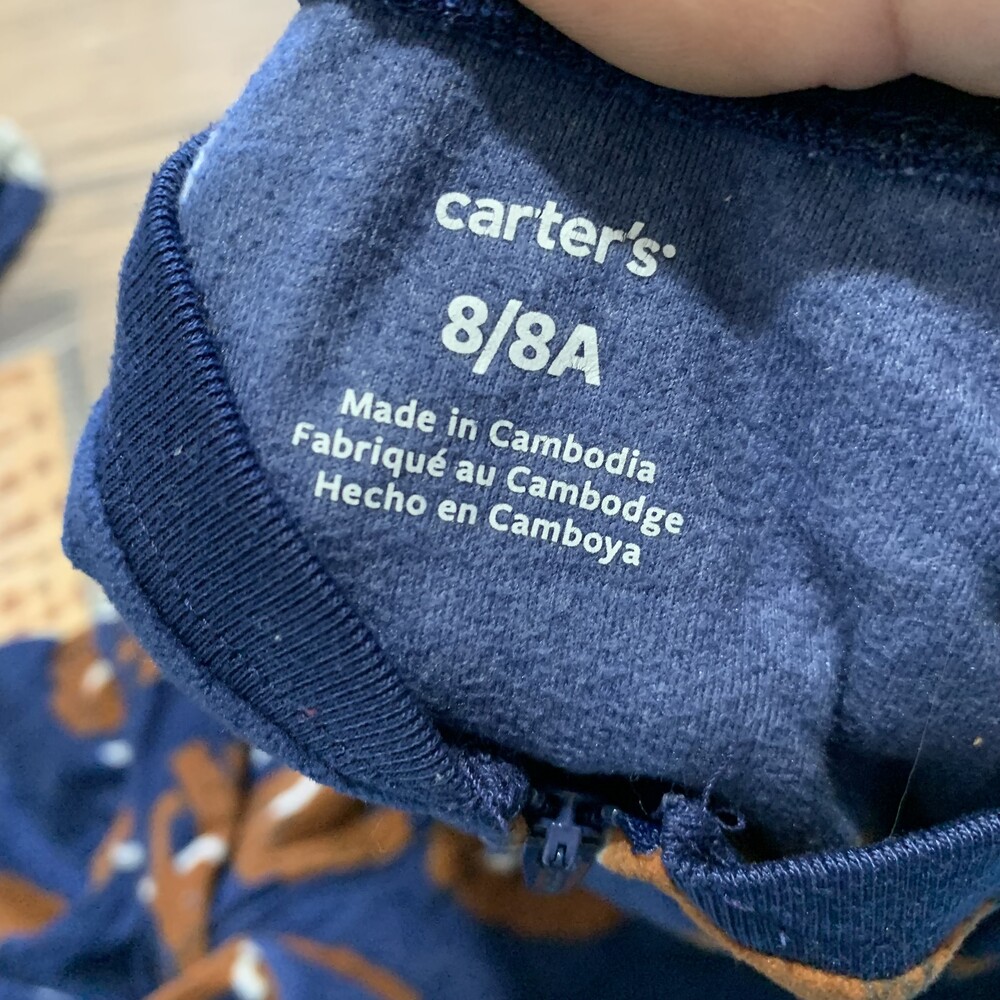 carter's
8/8A
Made in Cambodia
Fabriqué au Cambodge
Hecho en Camboya